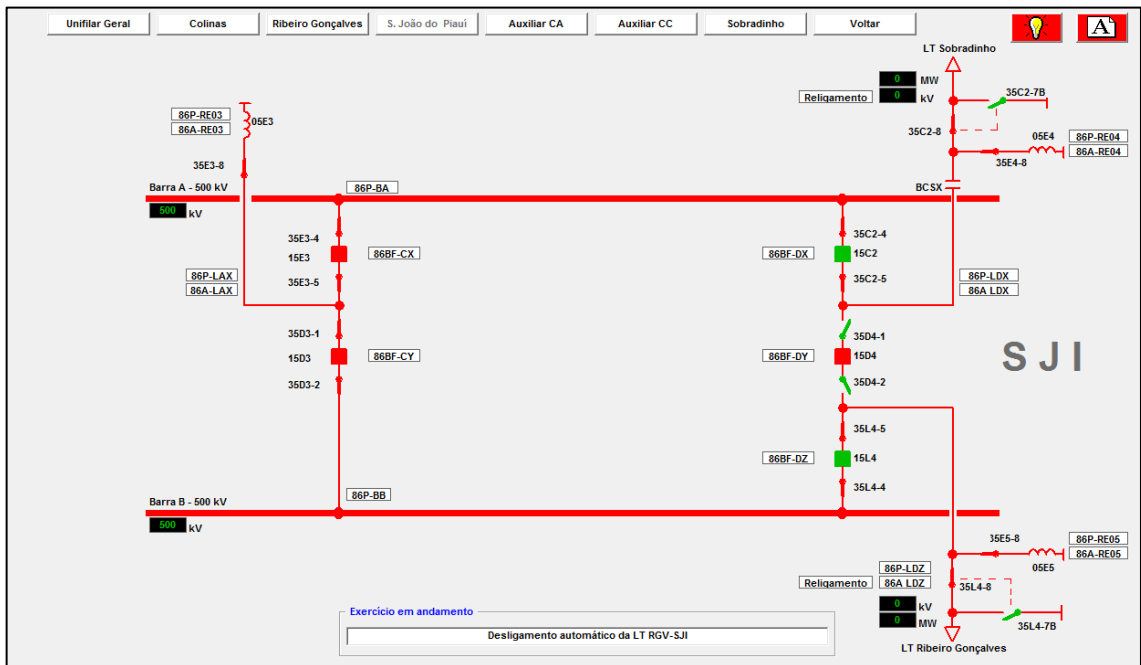 Unifilar Geral
Colinas
Ribeiro Gonçalves
S. João do Piauí
Auxiliar CA
Auxiliar CC
Sobradinho
Voltar
A
LT Sobradinho
0 MW
Religamento 0 kV
35C2-7B
86P-RE03
86A-RE03
05E3
35C2-8
05E4
86P-RE04
86A-RE04
35E3-8
35E4-8
Barra A - 500 kV
86P-BA
BCSX
500 kV
35E3-4
35C2-4
15E3
86BF-CX
86BF-DX
15C2
86P-LAX
86A-LAX
35E3-5
35C2-5
86P-LDX
86A LDX
35D3-1
35D4-1
15D3
86BF-CY
86BF-DY
15D4
SJI
35D3-2
35D4-2
35L4-5
86BF-DZ
15L4
35L4-4
86P-BB
Barra B - 500 kV
500 kV
35E5-8
86P-RE05
86A-RE05
05E5
86P-LDZ
Religamento
86A LDZ
35L4-8
0 kV
0 MW
35L4-7B
LT Ribeiro Gonçalves
Exercício em andamento
Desligamento automático da LT RGV-SJI